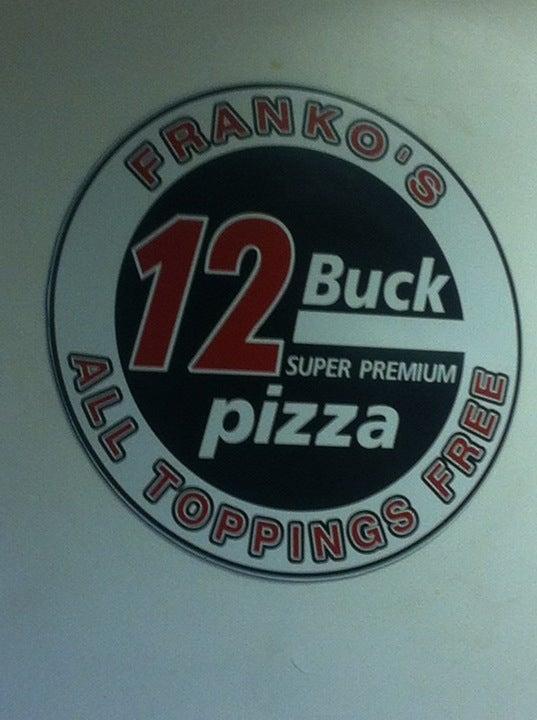 FRANKO'S
12 Buck
SUPER PREMIUM
pizza
ALL TOPPINGS FREE